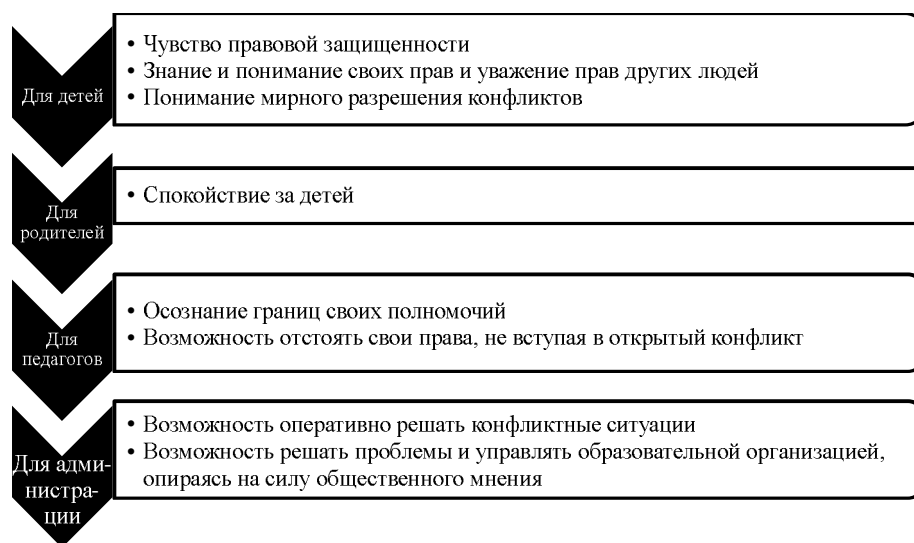 Для детей
• Чувство правовой защищенности
• Знание и понимание своих прав и уважение прав других людей
• Понимание мирного разрешения конфликтов
Для
родителей
• Спокойствие за детей
Для
педагогов
• Осознание границ своих полномочий
• Возможность отстоять свои права, не вступая в открытый конфликт
Для адми-
нистра-
ции
• Возможность оперативно решать конфликтные ситуации
• Возможность решать проблемы и управлять образовательной организацией,
опираясь на силу общественного мнения